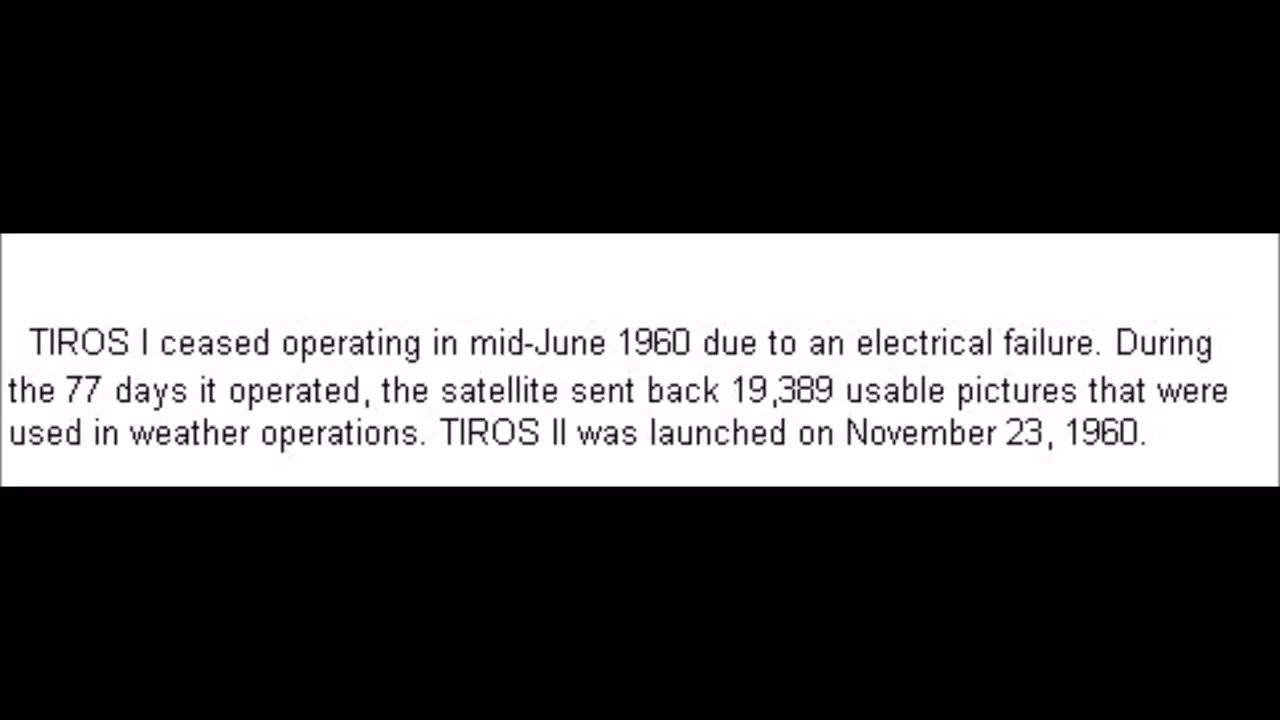 TIROS I ceased operating in mid-June 1960 due to an electrical failure. During
the 77 days it operated, the satellite sent back 19,389 usable pictures that were
used in weather operations. TIROS II was launched on November 23, 1960.